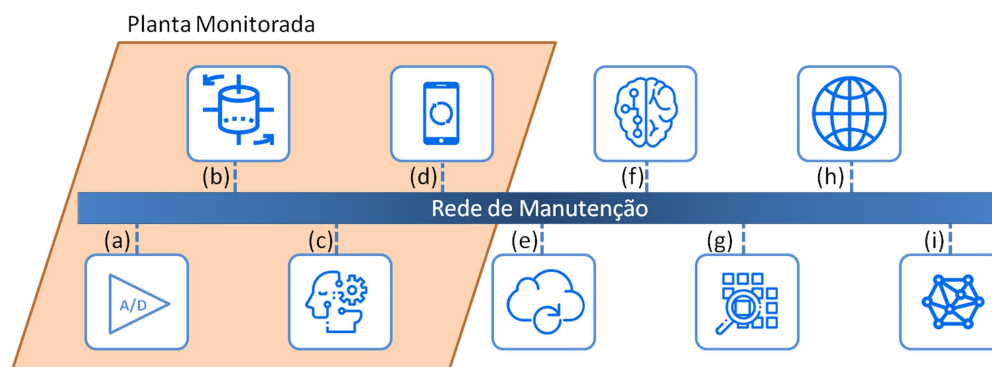 Planta Monitorada
(b)
(d)
(f)
(h)
Rede de Manutenção
(a)
(c)
(e)
(g)
(i)
A/D